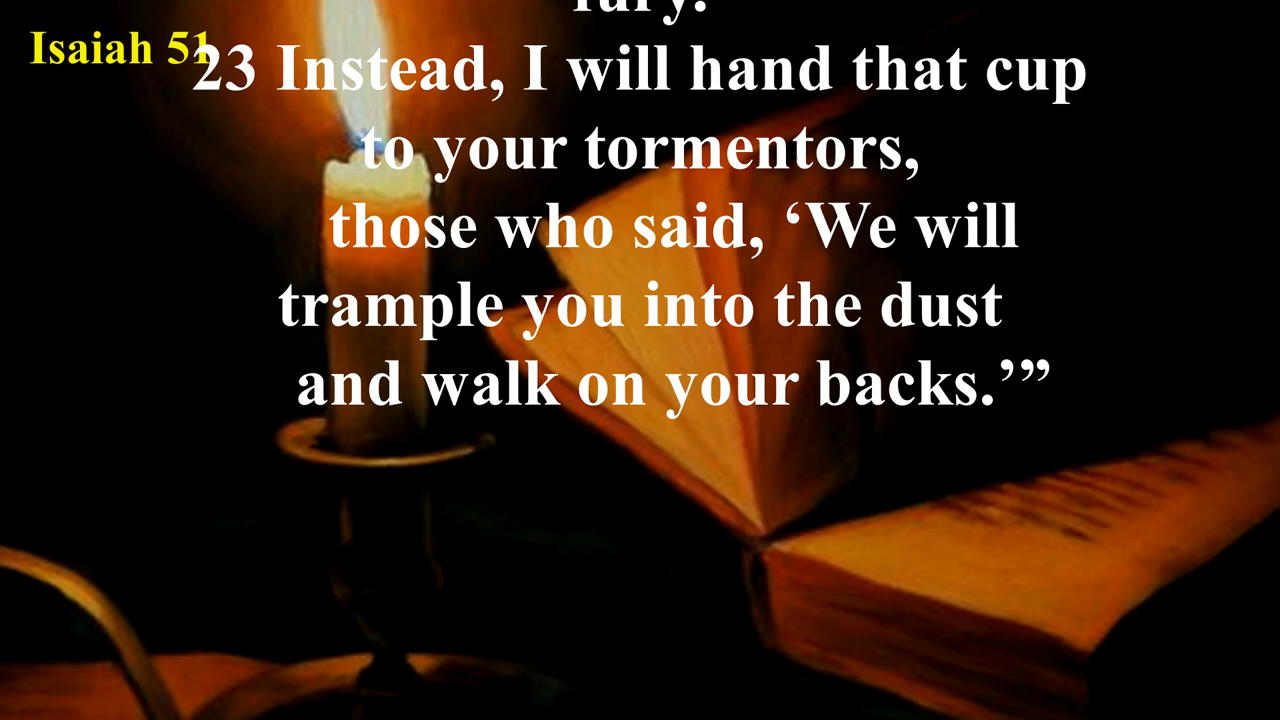 fury.
Isaiah 51
23 Instead, I will hand that cup
to your tormentors,
those who said, ‘We will
trample you into the dust
and walk on your backs.’”